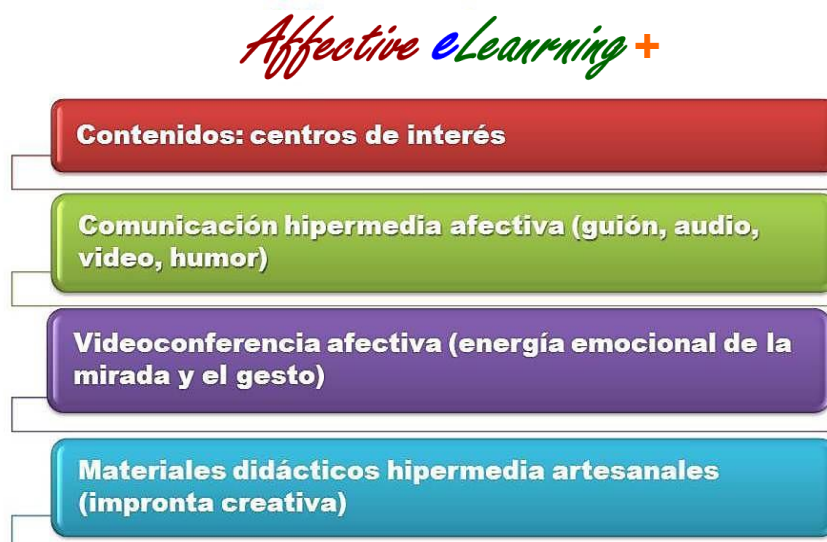 Affective eLeanrning +
Contenidos: centros de interés
Comunicación hipermedia afectiva (guión, audio,
video, humor)
Videoconferencia afectiva (energía emocional de la
mirada y el gesto)
Materiales didácticos hipermedia artesanales
(impronta creativa)